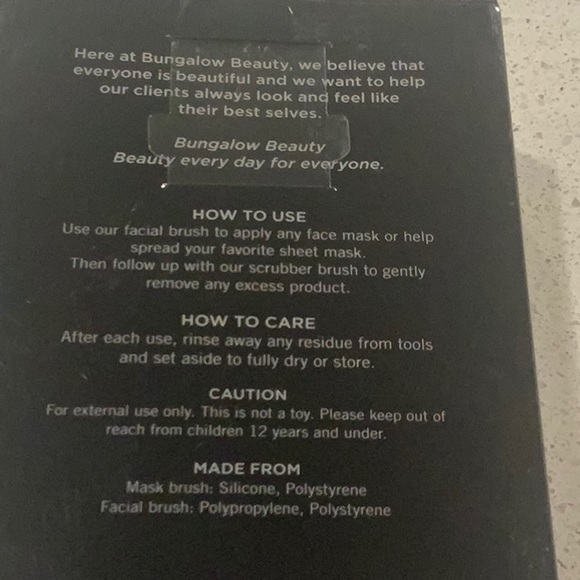 Here at Bungalow Beauty, we believe that
everyone is beautiful and we want to help
our clients always look and feel like
their best selves.
Bungalow Beauty
Beauty every day for everyone.
HOW TO USE
Use our facial brush to apply any face mask or help
spread your favorite sheet mask.
Then follow up with our scrubber brush to gently
remove any excess product.
HOW TO CARE
After each use, rinse away any residue from tools
and set aside to fully dry or store.
CAUTION
For external use only. This is not a toy. Please keep out of
reach from children 12 years and under.
MADE FROM
Mask brush: Silicone, Polystyrene
Facial brush: Polypropylene, Polystyrene